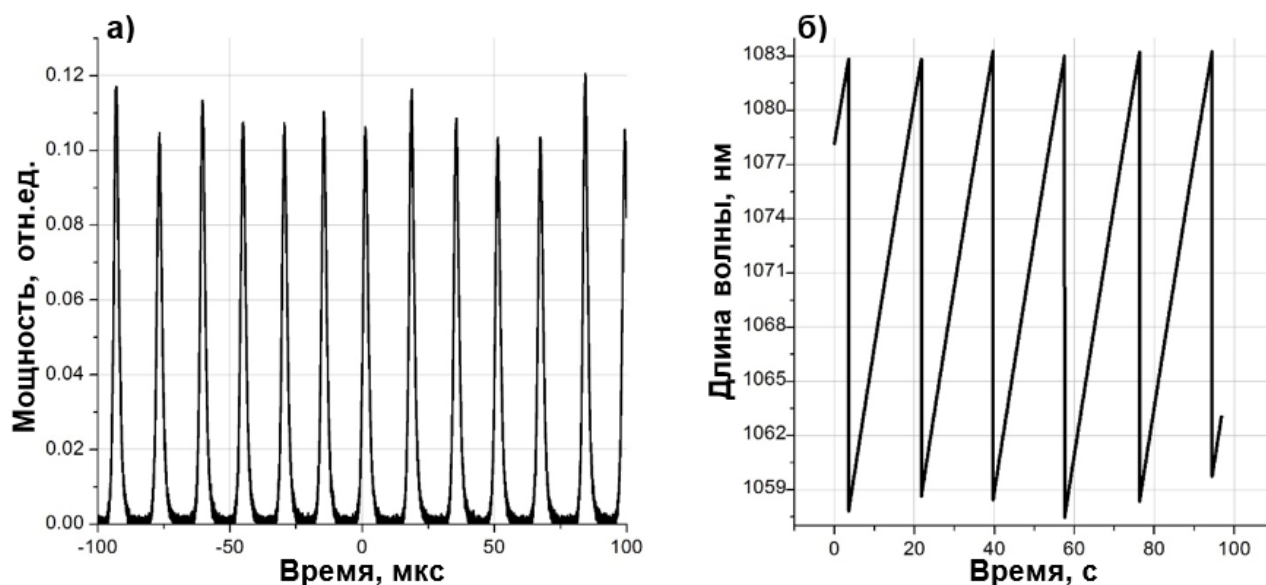 а)
0.12
0.10
0.08
0.06
0.04
0.02
0.00
-100 -50 0 50 100
Мощность, отн.ед.
Время, мкс
б)
1083
1080
1077
1074
1071
1068
1065
1062
1059
0 20 40 60 80 100
Длина волны, нм
Время, с